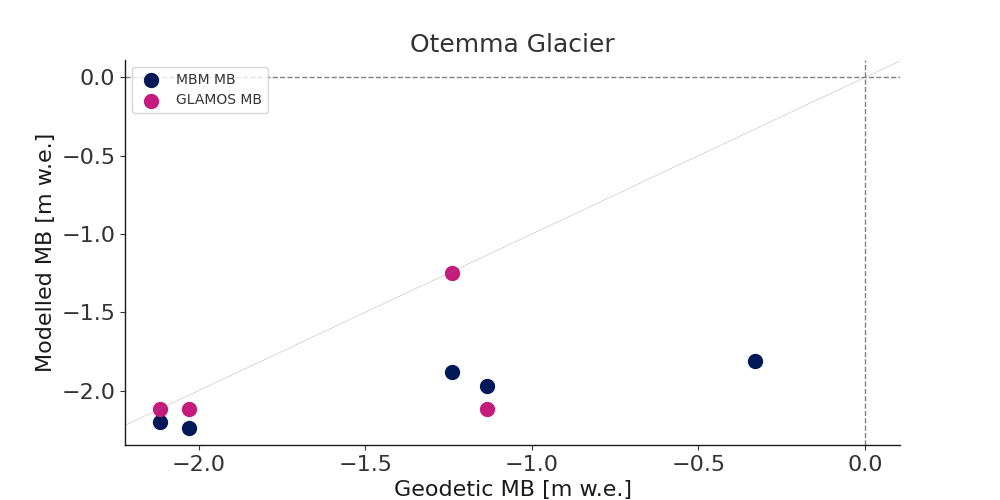 Otemma Glacier
MBM MB
GLAMOS MB
Modelled MB [m w.e.]
0.0
−0.5
−1.0
−1.5
−2.0
−2.0
−1.5
−1.0
−0.5
0.0
Geodetic MB [m w.e.]